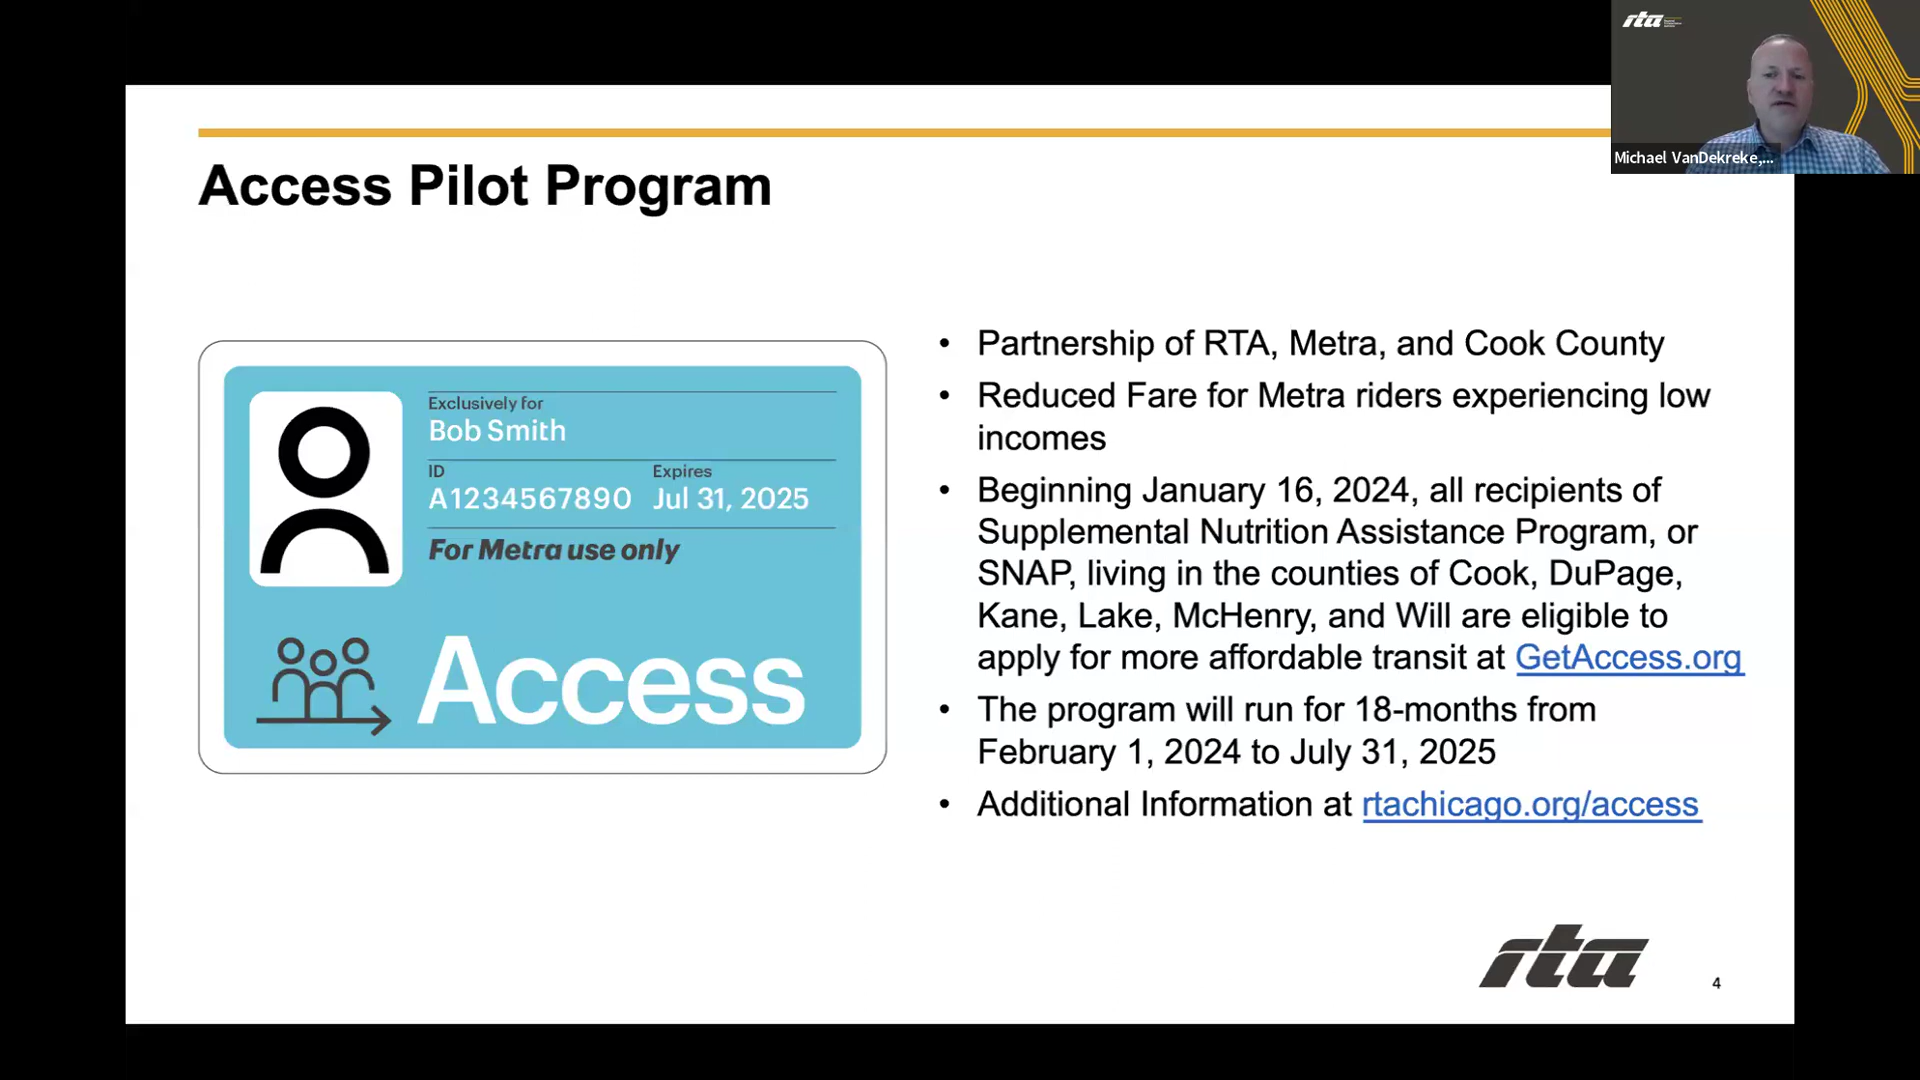 rta
Michael VanDekreke,...
Access Pilot Program
Exclusively for
Bob Smith
ID
A1234567890
Expires
Jul 31, 2025
For Metra use only
Access
• Partnership of RTA, Metra, and Cook County
• Reduced Fare for Metra riders experiencing low
incomes
• Beginning January 16, 2024, all recipients of
Supplemental Nutrition Assistance Program, or
SNAP, living in the counties of Cook, DuPage,
Kane, Lake, McHenry, and Will are eligible to
apply for more affordable transit at GetAccess.org
• The program will run for 18-months from
February 1, 2024 to July 31, 2025
• Additional Information at rtachicago.org/access
rta
4